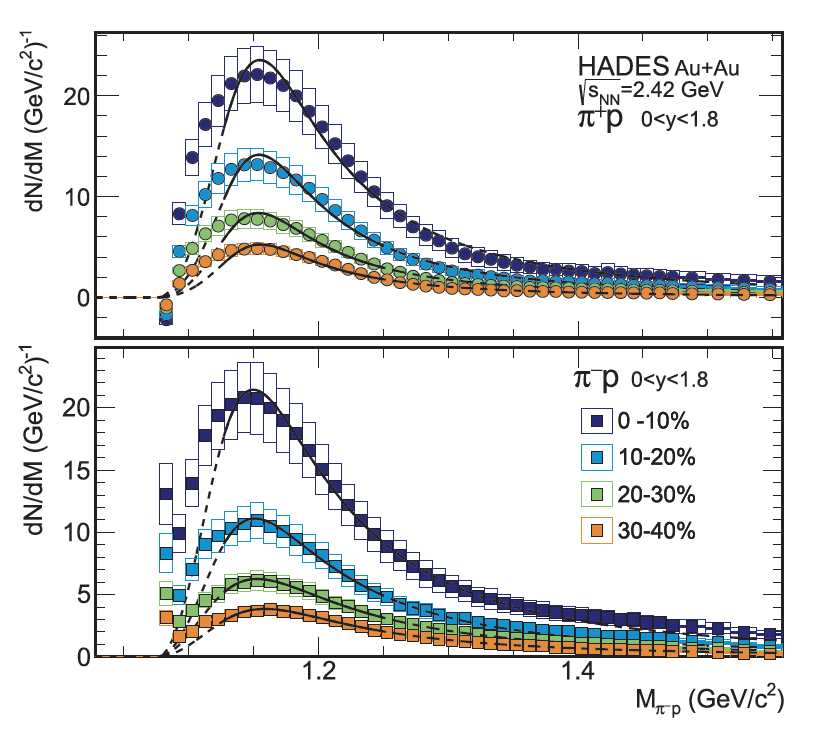 dN/dM (GeV/c²)⁻¹
20
10
0
HADES Au+Au
√sNN=2.42 GeV
π⁺p 0<y<1.8
dN/dM (GeV/c²)⁻¹
20
15
10
5
0
π⁻p 0<y<1.8
0 -10%
10-20%
20-30%
30-40%
1.2
1.4
Mπ⁻p (GeV/c²)